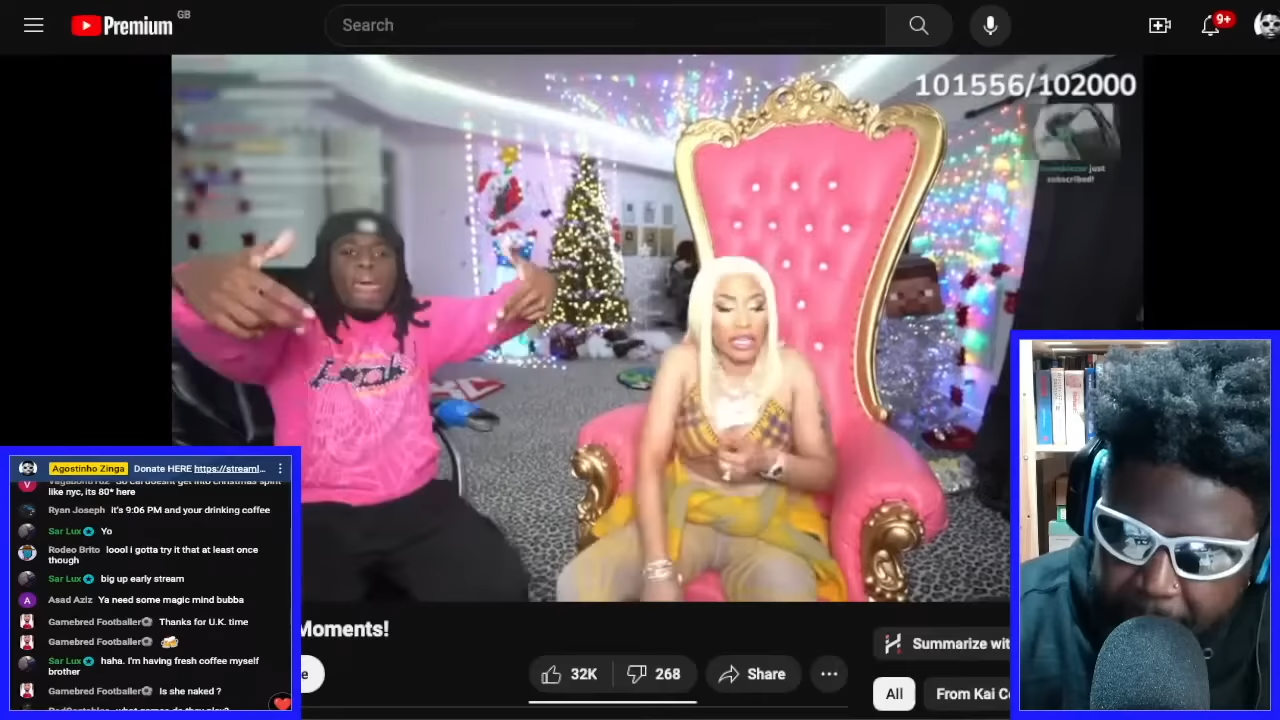 Premium GB
Search
9+
101556/102000
just
subscribed!
Agostinho Zinga Donate HERE https://streaml...
like nyc, its 80* here
Ryan Joseph it's 9:06 PM and your drinking coffee
Sar Lux Yo
Rodeo Brito loool i gotta try it that at least once
though
Sar Lux big up early stream
Asad Aziz Ya need some magic mind bubba
Gamebred Footballer Thanks for U.K. time
Gamebred Footballer
Sar Lux haha. I'm having fresh coffee myself
brother
Gamebred Footballer Is she naked ?
Moments!
32K
268
Share
Summarize wit
All
From Kai C